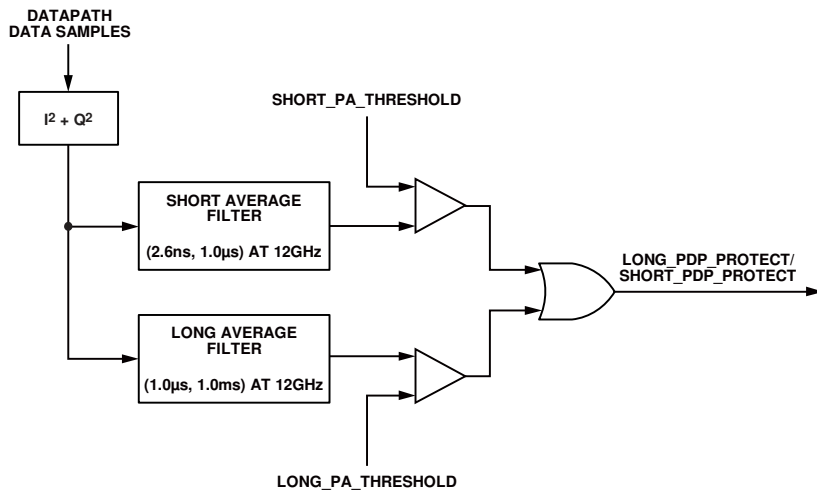 DATAPATH
DATA SAMPLES
I² + Q²
SHORT_PA_THRESHOLD
SHORT AVERAGE
FILTER
(2.6ns, 1.0µs) AT 12GHz
LONG_PDP_PROTECT/
SHORT_PDP_PROTECT
LONG AVERAGE
FILTER
(1.0µs, 1.0ms) AT 12GHz
LONG_PA_THRESHOLD